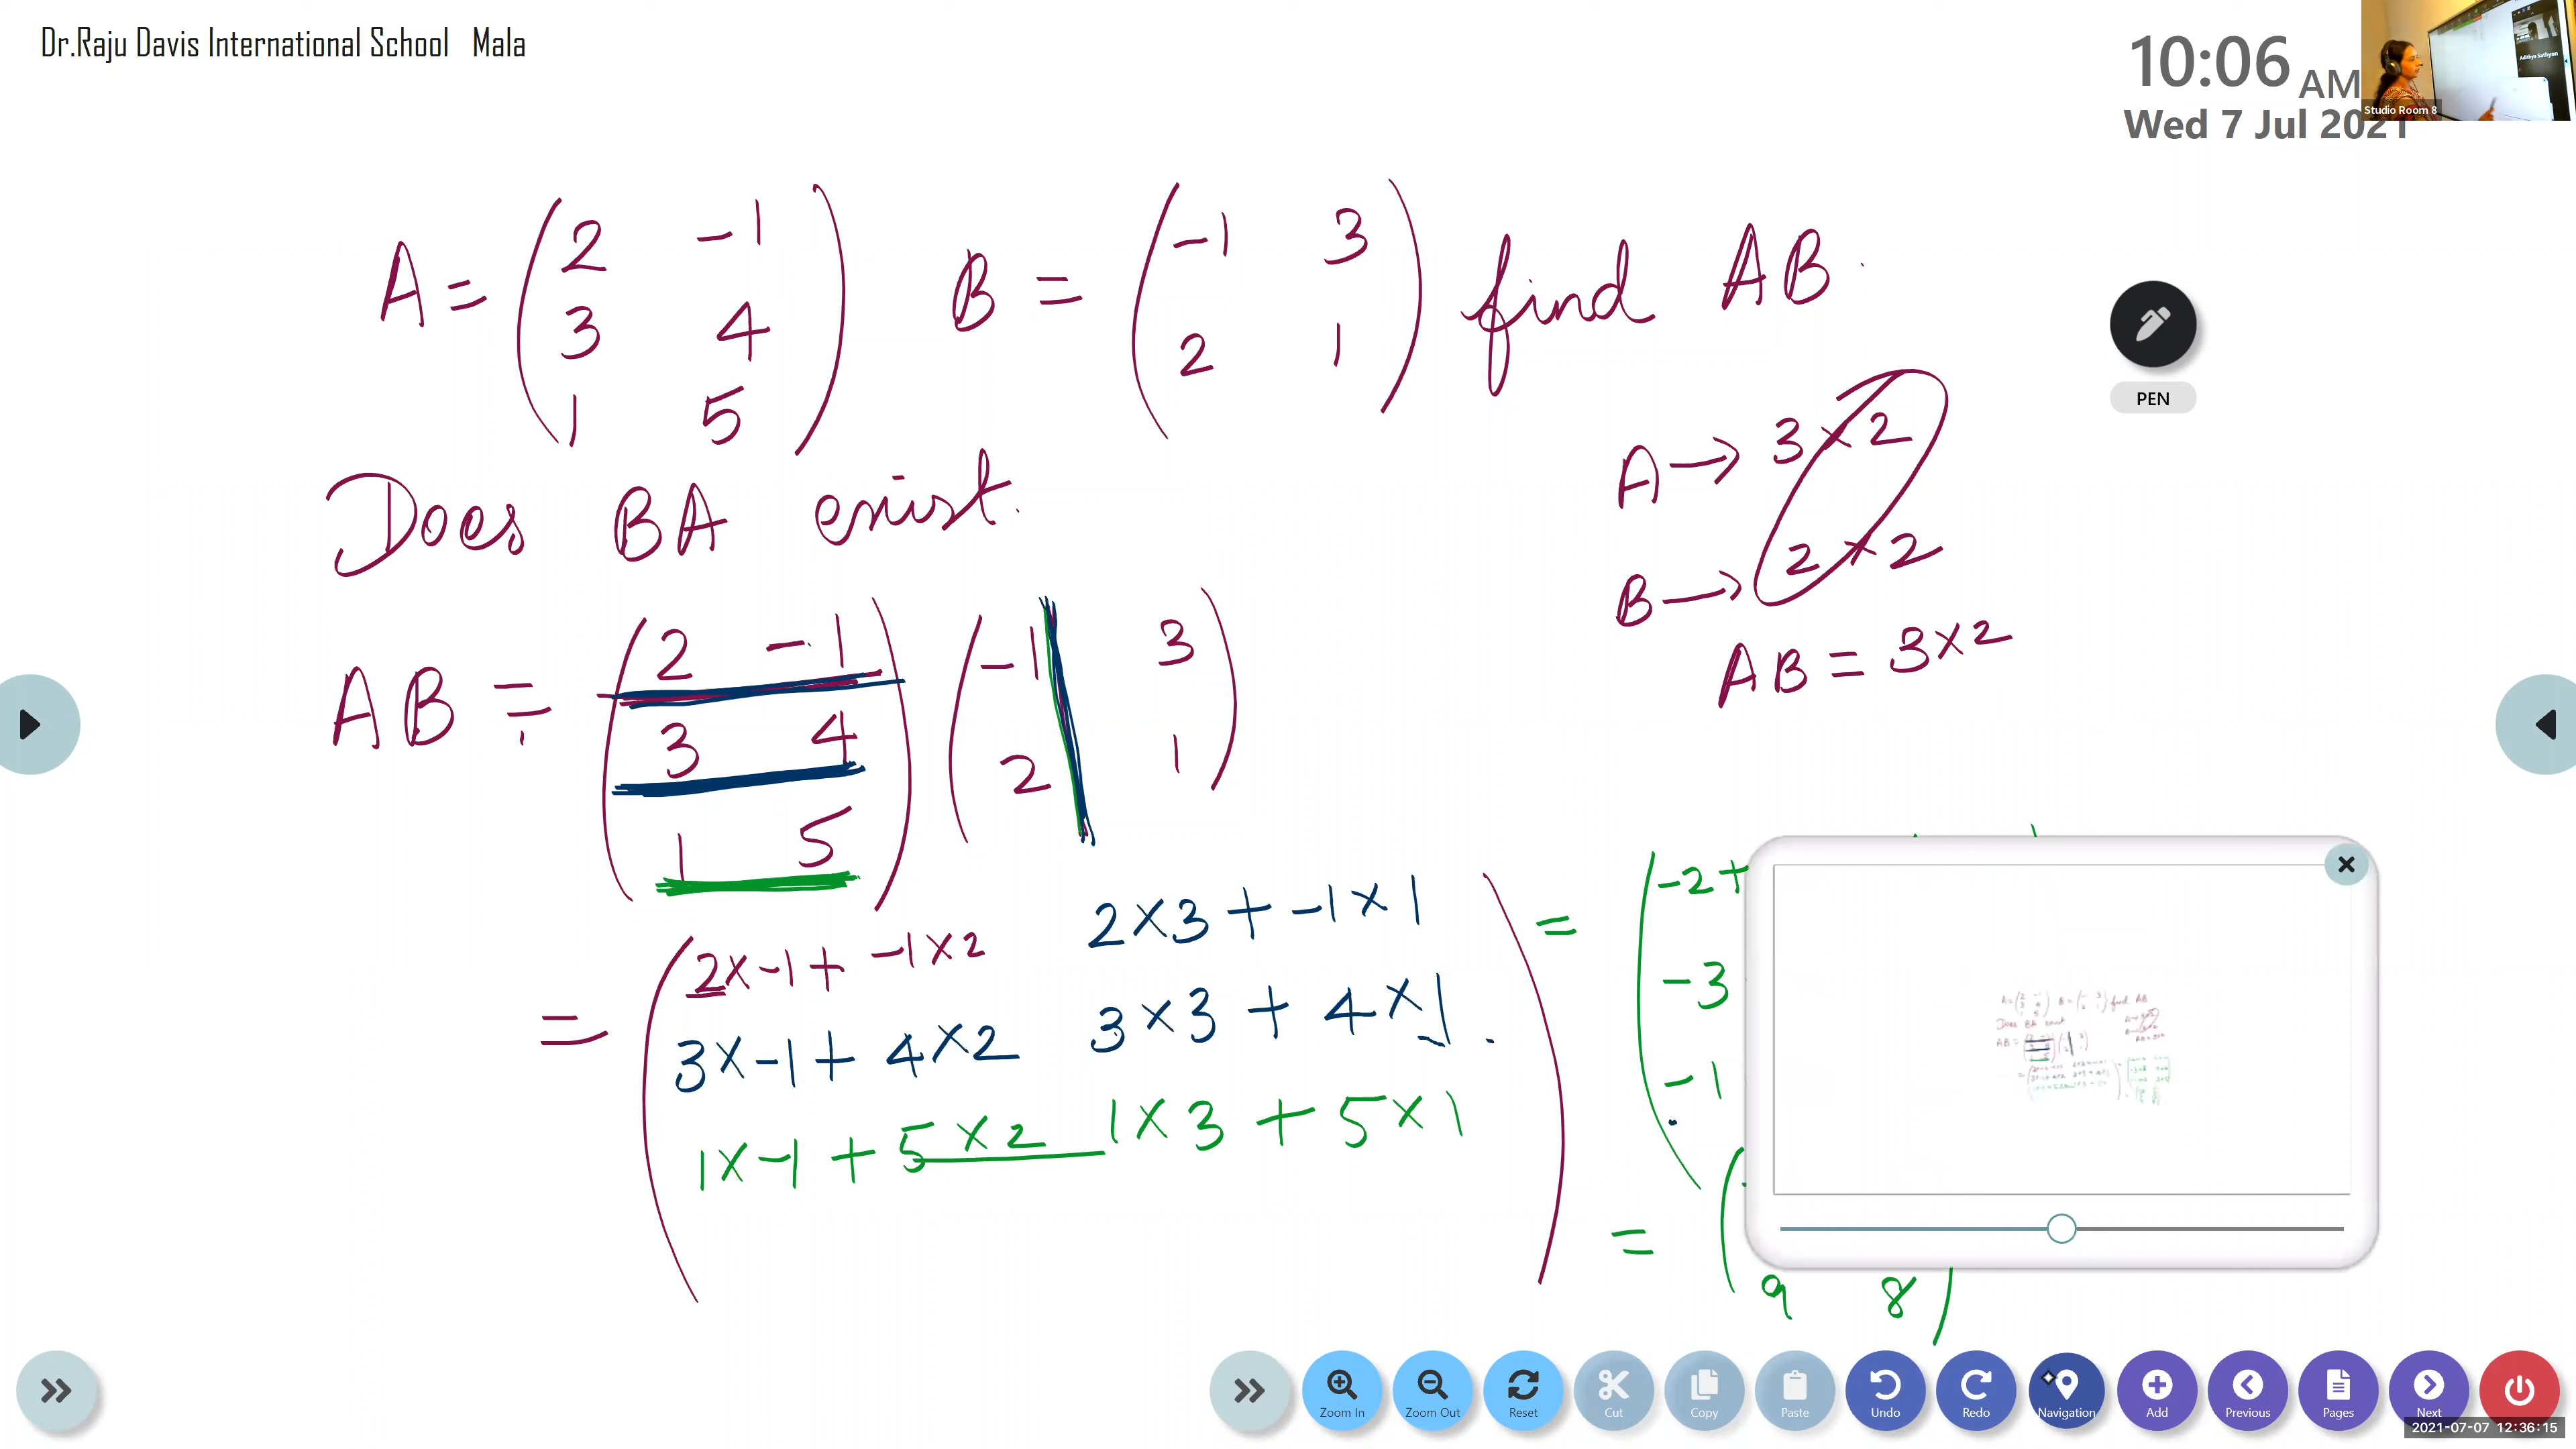 Dr.Raju Davis International School Mala
10:06 AM
Wed 7 Jul 2021
Studio Room 8
Adithya Sathyan
A = ( 2 -1 B = ( -1 3 ) find AB.
3 4
1 5 ) 2 1
PEN
Does BA exist.
A → 3 × 2
B → 2 × 2
AB = 3 × 2
AB = ( 2 -1 ( -1 3
3 4
1 5 ) 2 1 )
= ( 2 × -1 + -1 × 2 2 × 3 + -1 × 1
3 × -1 + 4 × 2 3 × 3 + 4 × 1.
1 × -1 + 5 × 2 1 × 3 + 5 × 1 )
= ( -2 +
-3
-1
= (
9 8 )
Zoom In Zoom Out Reset Cut Copy Paste Undo Redo Navigation Add Previous Pages Next
2021-07-07 12:36:15